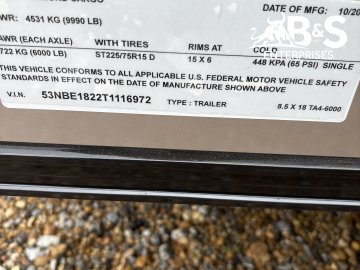 B&S
ENTERPRISES
DATE OF MFG. 10/20
GVWR: 4531 KG (9990 LB)
GAWR (EACH AXLE) WITH TIRES RIMS AT COLD
2722 KG (6000 LB) ST225/75R15 D 15 X 6 448 KPA (65 PSI) SINGLE
THIS VEHICLE CONFORMS TO ALL APPLICABLE U.S. FEDERAL MOTOR VEHICLE SAFETY
STANDARDS IN EFFECT ON THE DATE OF MANUFACTURE SHOWN ABOVE
V.I.N. 53NBE1822T1116972 TYPE : TRAILER 8.5 X 18 TA4-6000